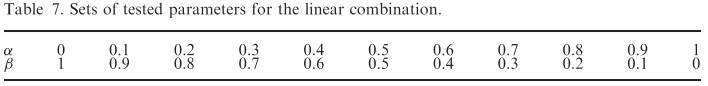 Table 7. Sets of tested parameters for the linear combination.
α 0 0.1 0.2 0.3 0.4 0.5 0.6 0.7 0.8 0.9 1
β 1 0.9 0.8 0.7 0.6 0.5 0.4 0.3 0.2 0.1 0